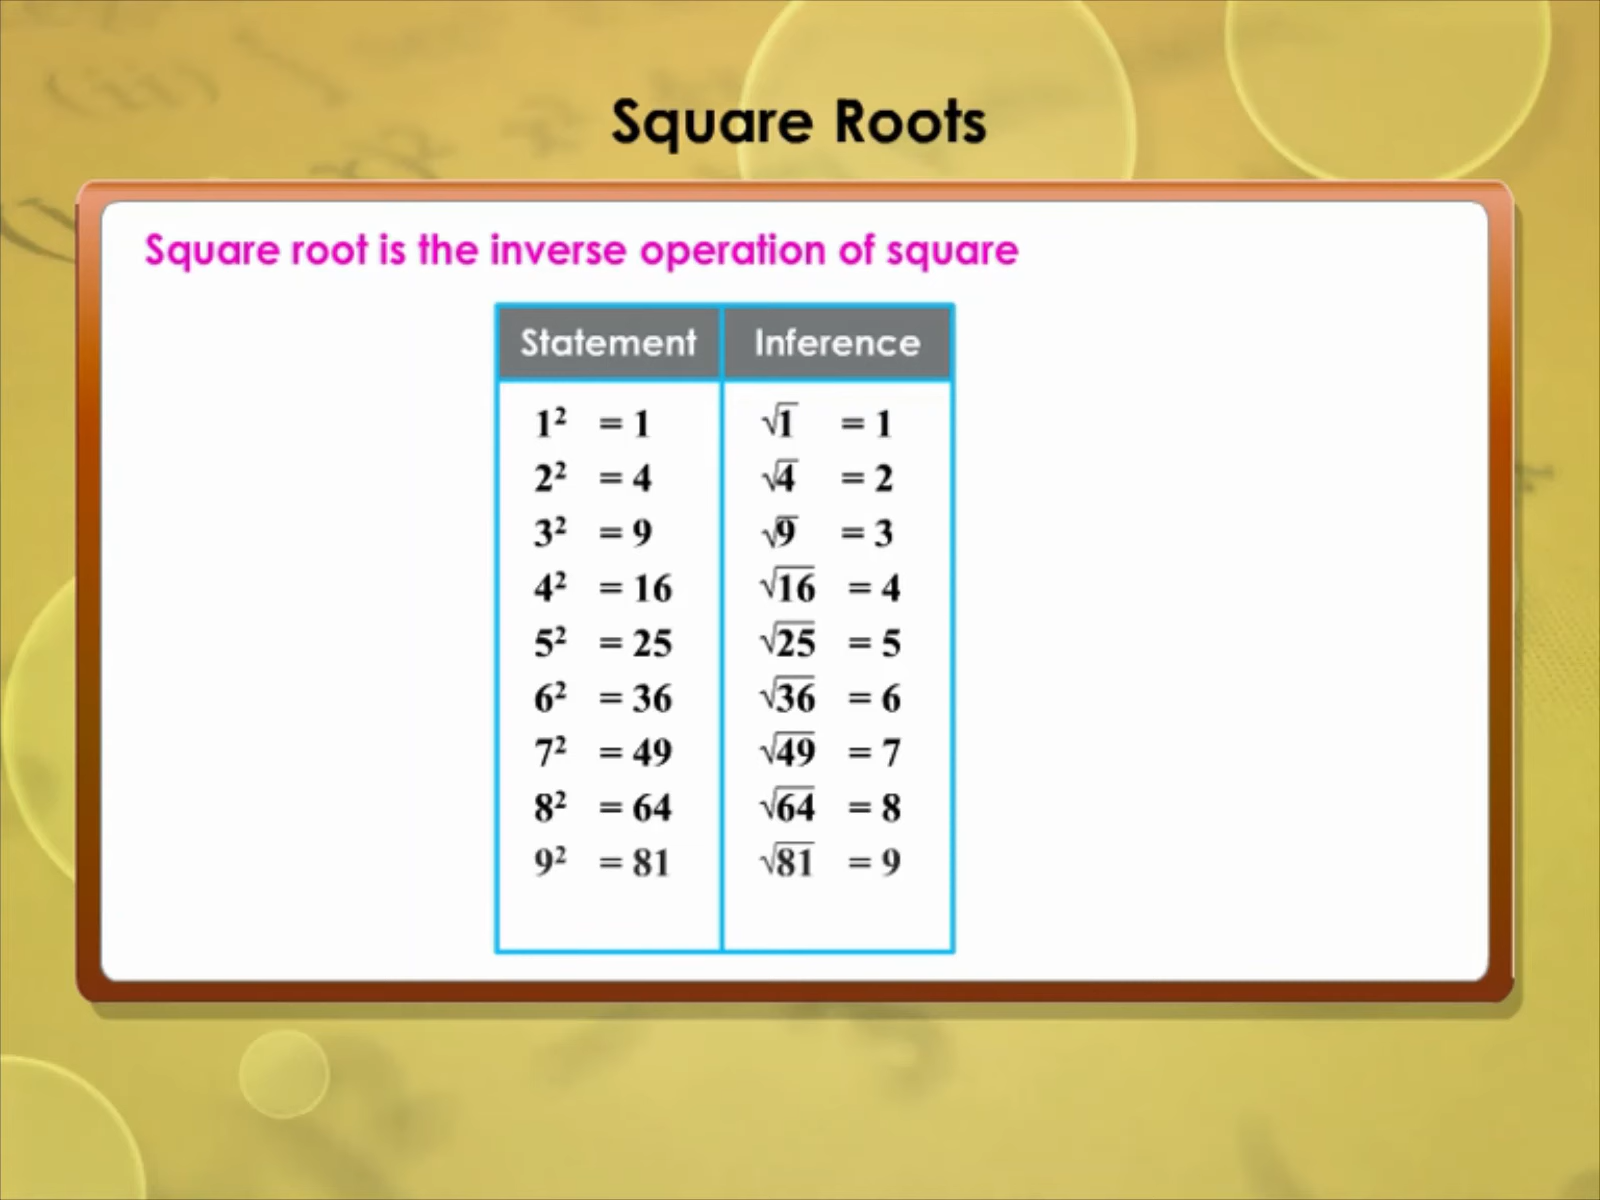 Square Roots
Square root is the inverse operation of square
Statement Inference
1² = 1 √1 = 1
2² = 4 √4 = 2
3² = 9 √9 = 3
4² = 16 √16 = 4
5² = 25 √25 = 5
6² = 36 √36 = 6
7² = 49 √49 = 7
8² = 64 √64 = 8
9² = 81 √81 = 9